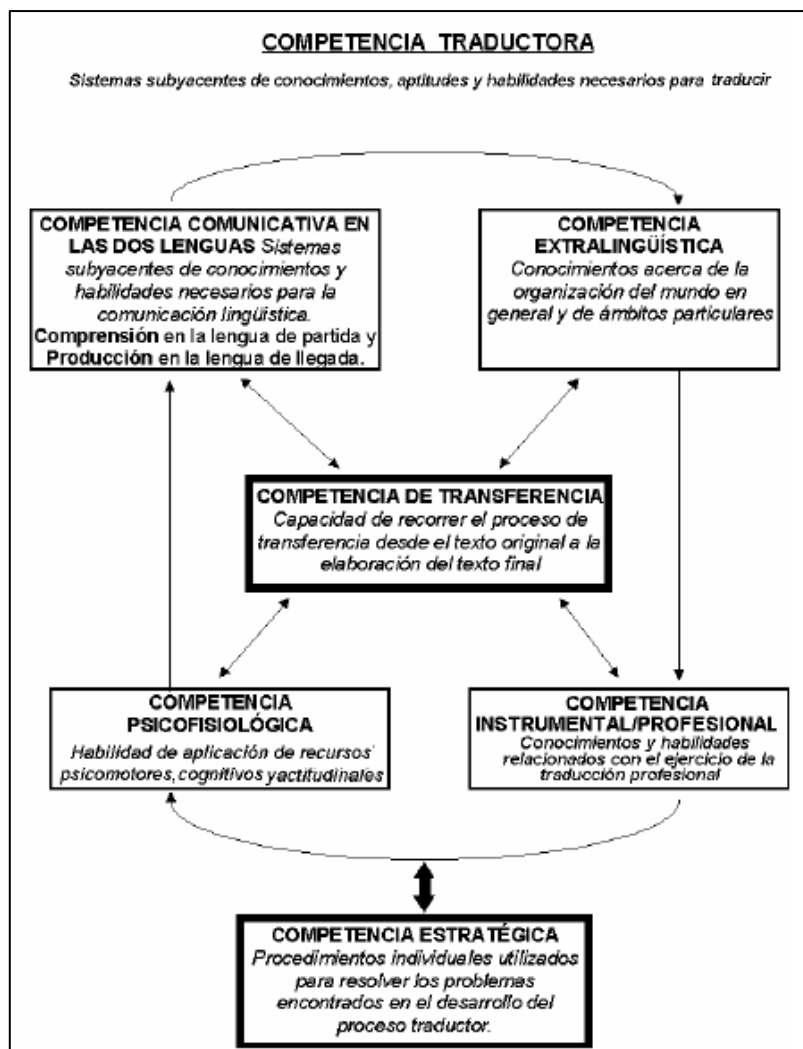 COMPETENCIA TRADUCTORA
Sistemas subyacentes de conocimientos, aptitudes y habilidades necesarios para traducir
COMPETENCIA COMUNICATIVA EN
LAS DOS LENGUAS Sistemas
subyacentes de conocimientos y
habilidades necesarios para la
comunicación lingüística.
Comprensión en la lengua de partida y
Producción en la lengua de llegada.
COMPETENCIA
EXTRALINGÜÍSTICA
Conocimientos acerca de la
organización del mundo en
general y de ámbitos particulares
COMPETENCIA DE TRANSFERENCIA
Capacidad de recorrer el proceso de
transferencia desde el texto original a la
elaboración del texto final
COMPETENCIA
PSICOFISIOLÓGICA
Habilidad de aplicación de recursos
psicomotores, cognitivos yactitudinales
COMPETENCIA
INSTRUMENTAL/PROFESIONAL
Conocimientos y habilidades
relacionados con el ejercicio de la
traducción profesional
COMPETENCIA ESTRATÉGICA
Procedimientos individuales utilizados
para resolver los problemas
encontrados en el desarrollo del
proceso traductor.